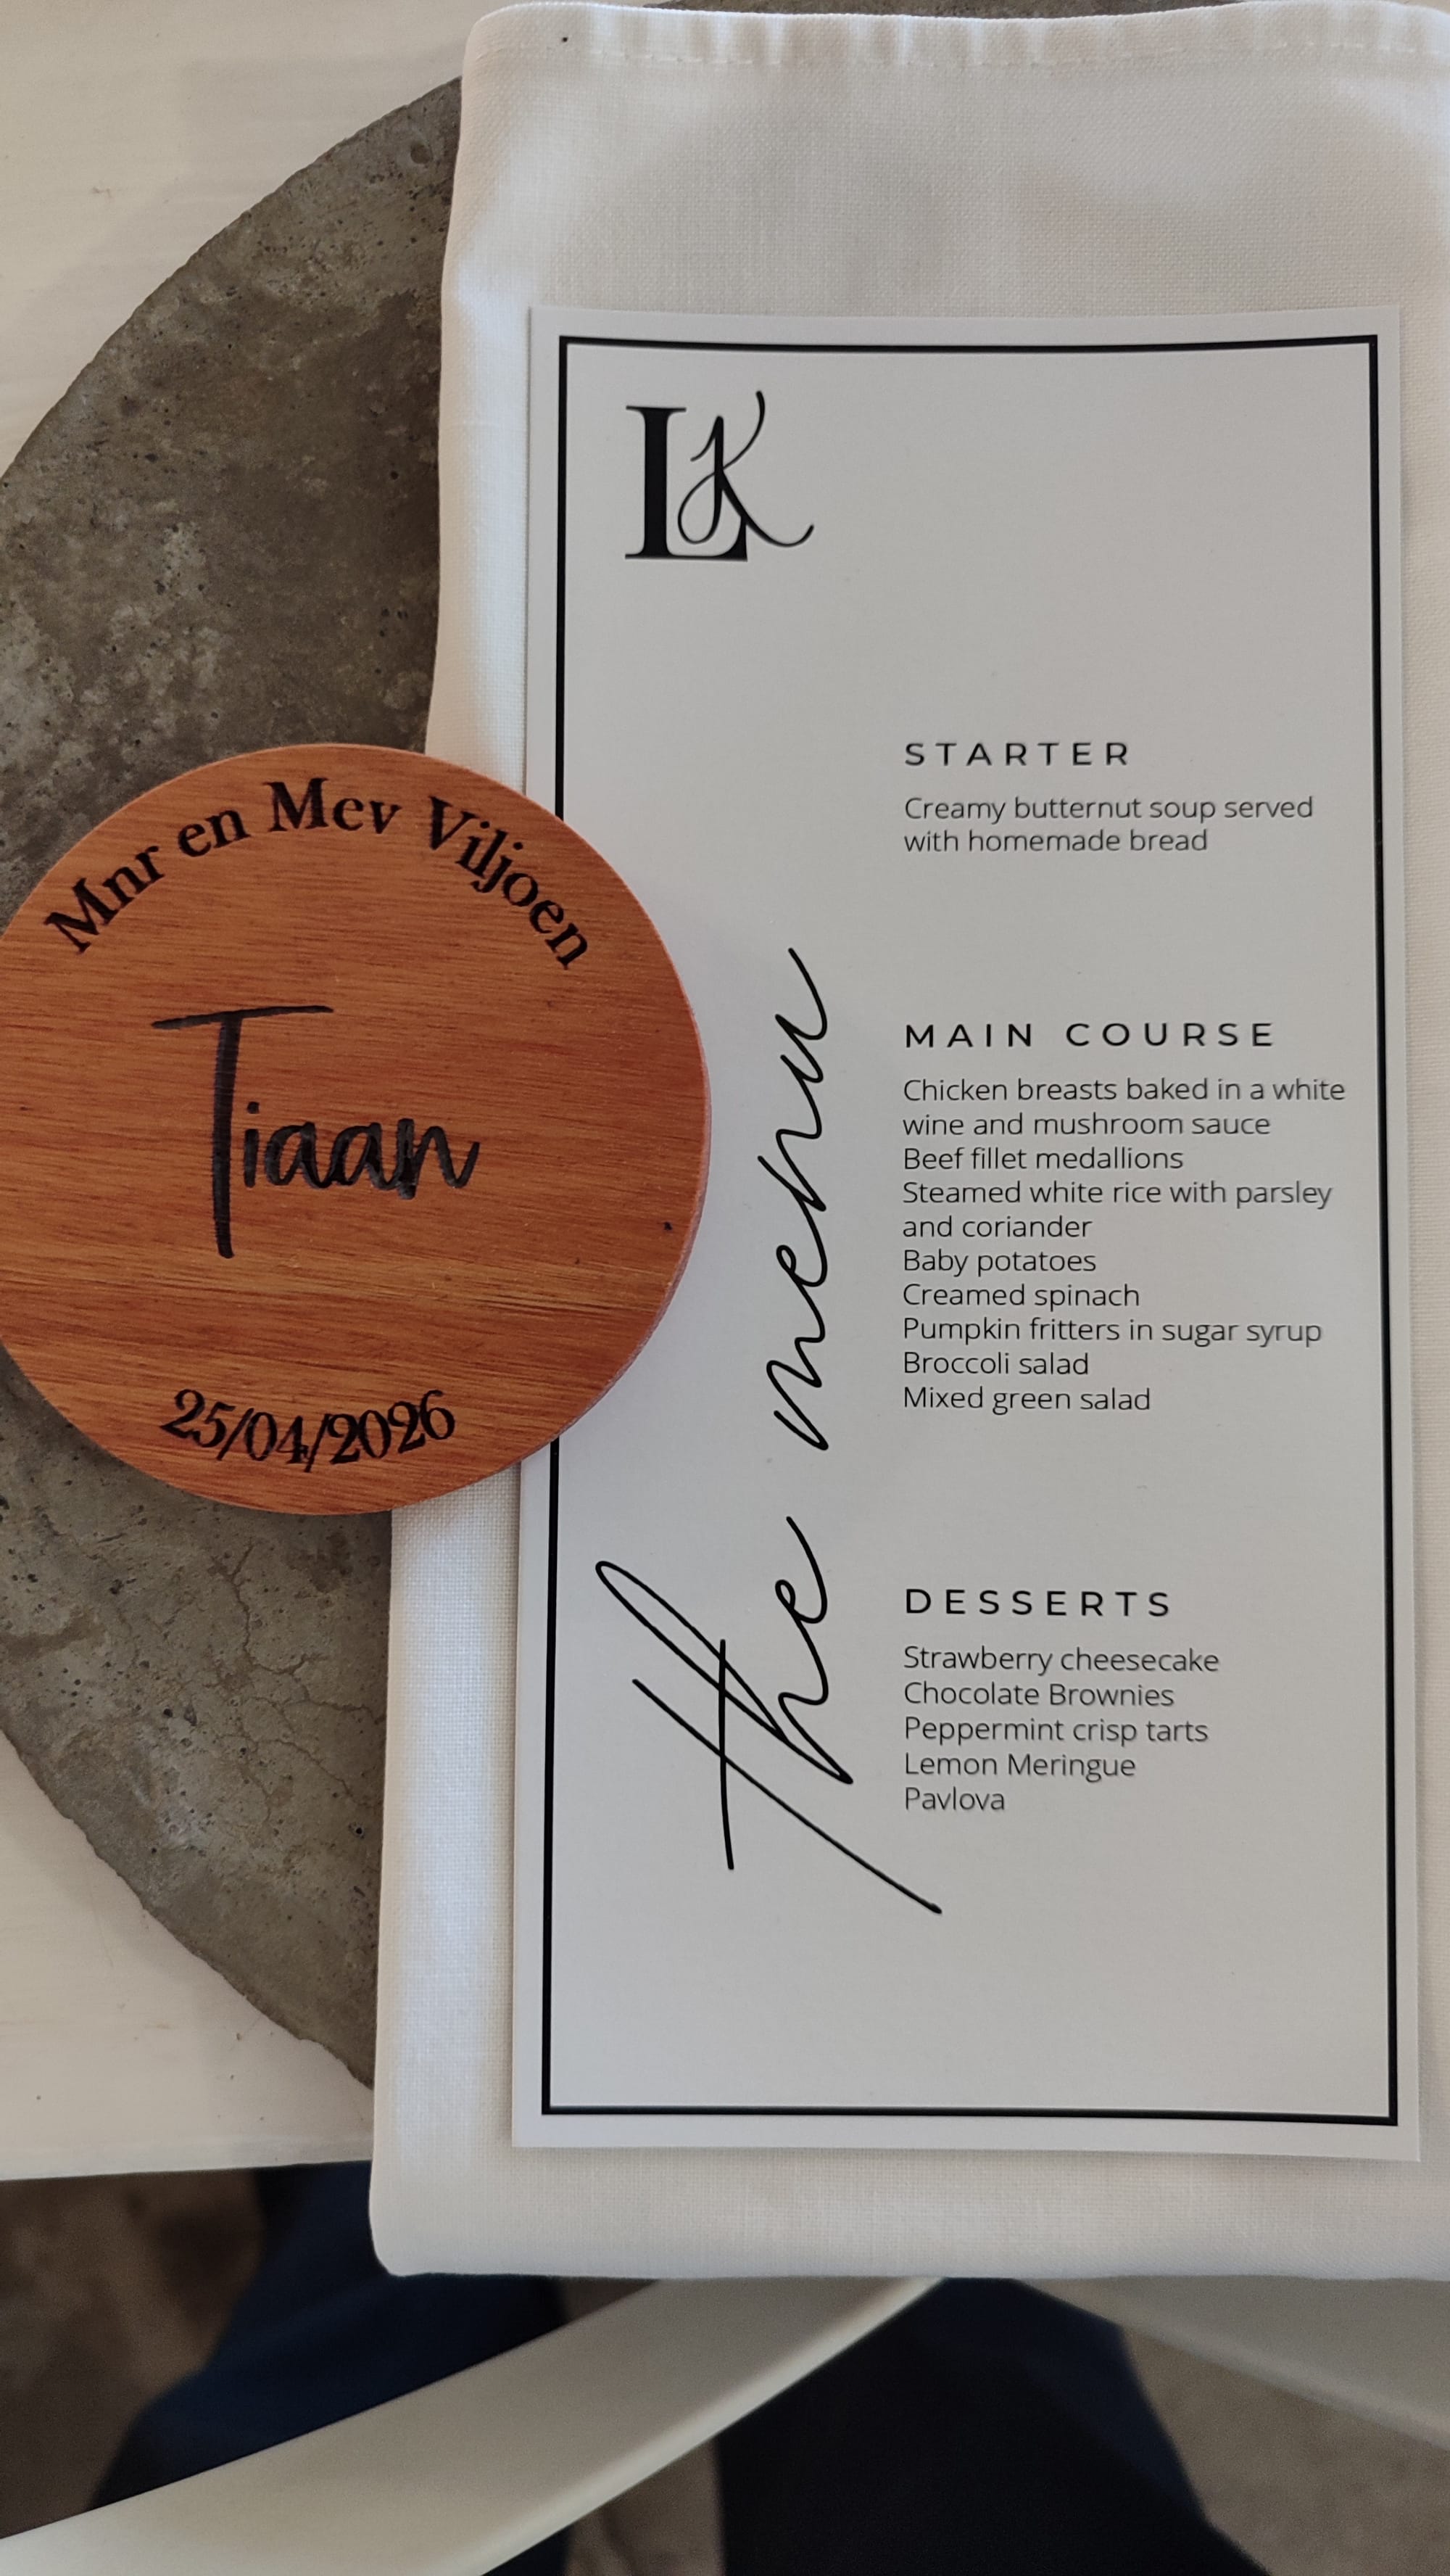 LK
Mnr en Mev Viljoen
Tiaan
25/04/2026
the menu
STARTER
Creamy butternut soup served
with homemade bread
MAIN COURSE
Chicken breasts baked in a white
wine and mushroom sauce
Beef fillet medallions
Steamed white rice with parsley
and coriander
Baby potatoes
Creamed spinach
Pumpkin fritters in sugar syrup
Broccoli salad
Mixed green salad
DESSERTS
Strawberry cheesecake
Chocolate Brownies
Peppermint crisp tarts
Lemon Meringue
Pavlova